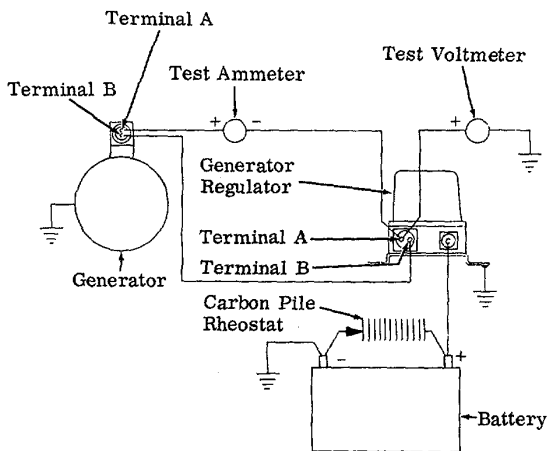 Terminal A
Terminal B
Test Ammeter
Test Voltmeter
+ -
+
Generator
Regulator
Terminal A
Terminal B
Generator
Carbon Pile
Rheostat
- +
Battery